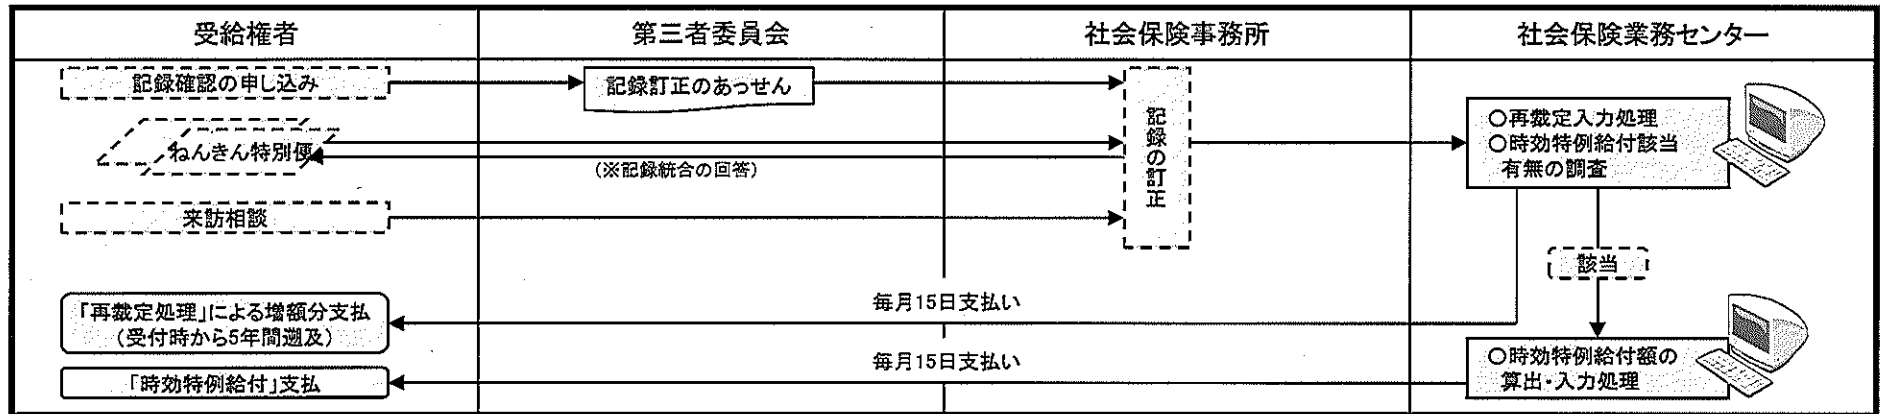 受給権者
第三者委員会
社会保険事務所
社会保険業務センター
記録確認の申し込み
記録訂正のあっせん
記録の訂正
○再裁定入力処理
○時効特例給付該当
有無の調査
ねんきん特別便
(※記録統合の回答)
来訪相談
該当
「再裁定処理」による増額分支払
(受付時から5年間遡及)
毎月15日支払い
毎月15日支払い
「時効特例給付」支払
○時効特例給付額の
算出・入力処理